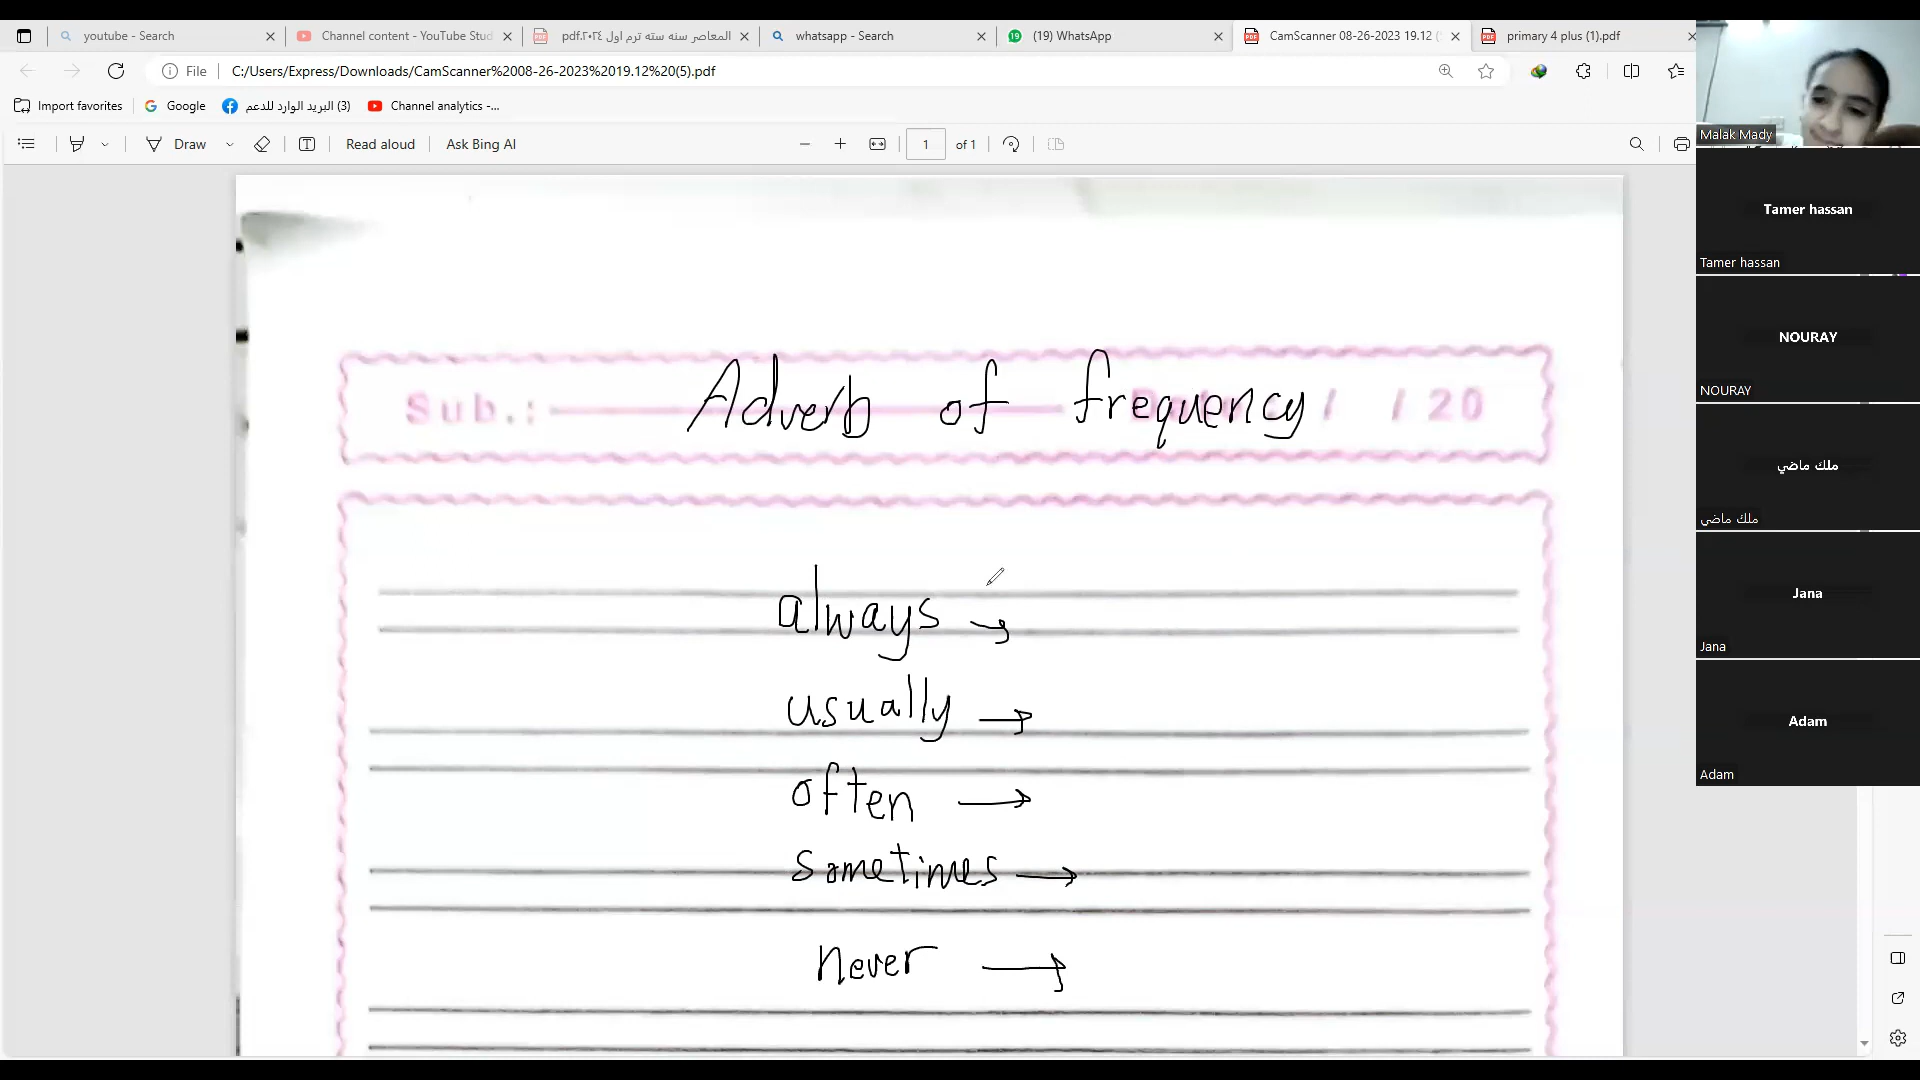 youtube - Search
Channel content - YouTube Stud
المعاصر سنه سته ترم اول ٢٠٢٤.pdf
whatsapp - Search
(19) WhatsApp
CamScanner 08-26-2023 19.12 (
primary 4 plus (1).pdf
File
C:/Users/Express/Downloads/CamScanner%2008-26-2023%2019.12%20(5).pdf
Import favorites
Google
(3) البريد الوارد للدعم
Channel analytics -...
Draw
Read aloud
Ask Bing AI
1
of 1
Sub.:
Adverb of frequency
/ / 20
always →
usually →
often →
sometimes →
never →
Malak Mady
Tamer hassan
Tamer hassan
NOURAY
NOURAY
ملك ماضي
ملك ماضي
Jana
Jana
Adam
Adam